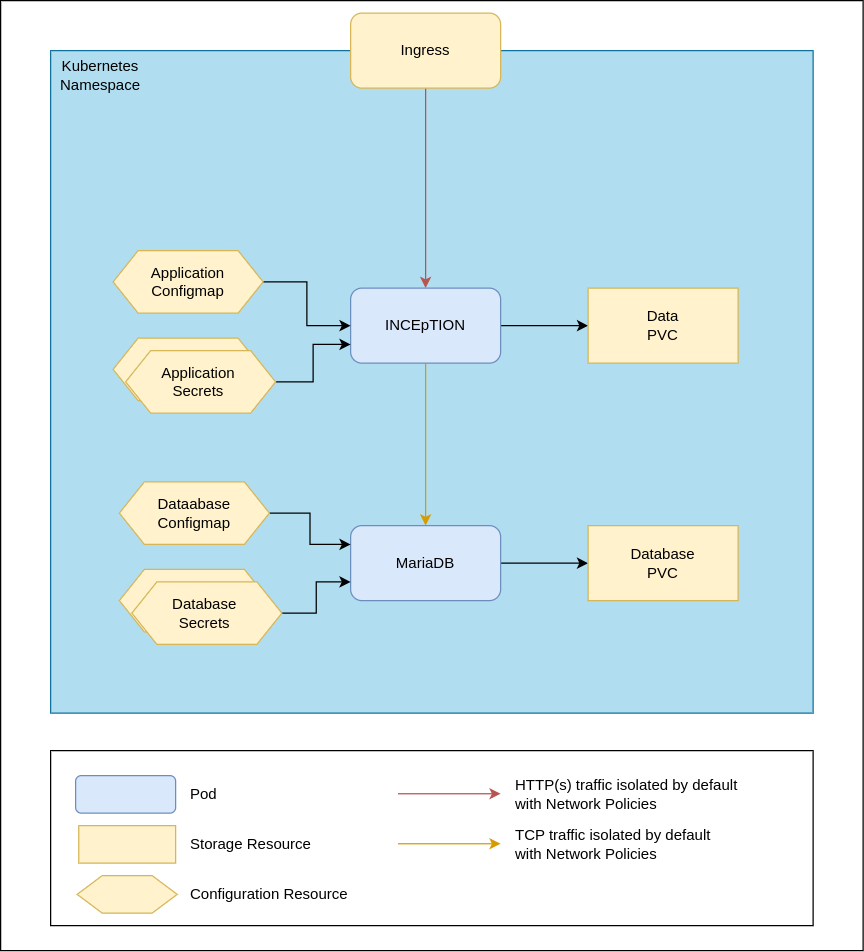 Ingress
Kubernetes
Namespace
Application
Configmap
INCEpTION
Data
PVC
Application
Secrets
Dataabase
Configmap
MariaDB
Database
PVC
Database
Secrets
Pod
HTTP(s) traffic isolated by default
with Network Policies
Storage Resource
TCP traffic isolated by default
with Network Policies
Configuration Resource